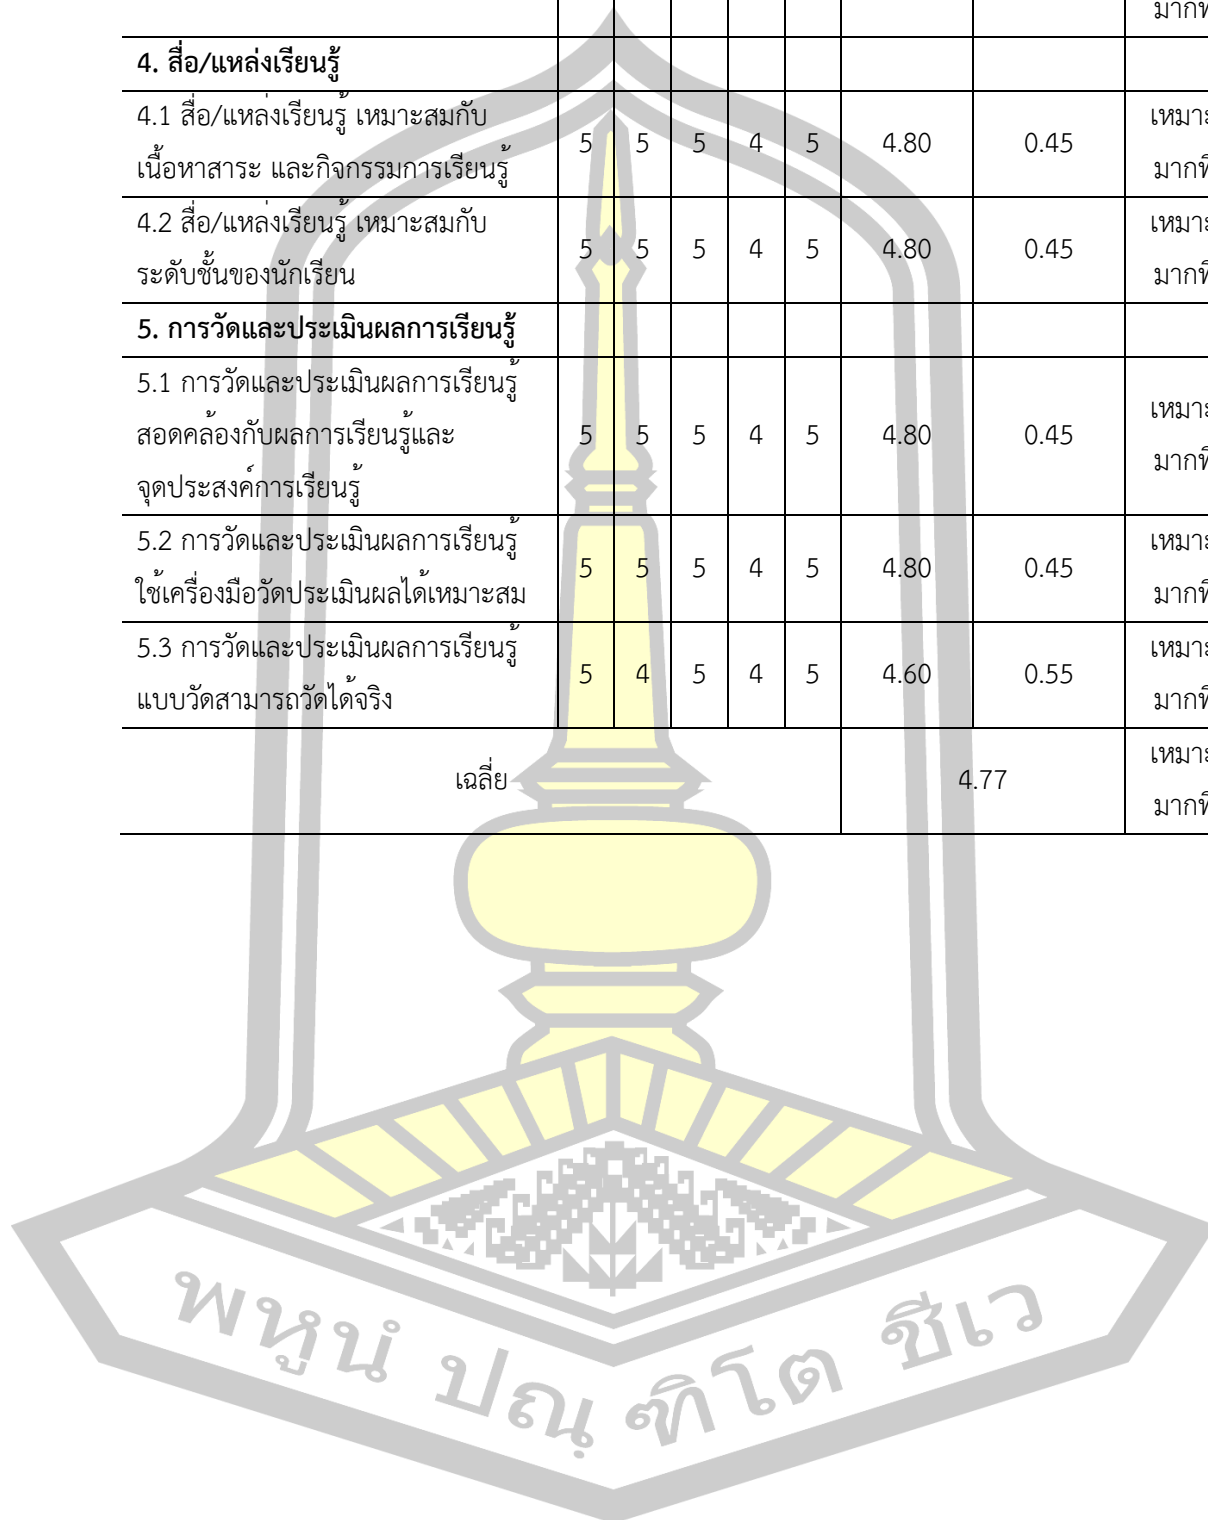 4. สื่อ/แหล่งเรียนรู้
4.1 สื่อ/แหล่งเรียนรู้ เหมาะสมกับ
เนื้อหาสาระ และกิจกรรมการเรียนรู้
5 5 5 4 5 4.80 0.45
4.2 สื่อ/แหล่งเรียนรู้ เหมาะสมกับ
ระดับชั้นของนักเรียน
5 5 5 4 5 4.80 0.45
5. การวัดและประเมินผลการเรียนรู้
5.1 การวัดและประเมินผลการเรียนรู้
สอดคล้องกับผลการเรียนรู้และ
จุดประสงค์การเรียนรู้
5 5 5 4 5 4.80 0.45
5.2 การวัดและประเมินผลการเรียนรู้
ใช้เครื่องมือวัดประเมินผลได้เหมาะสม
5 5 5 4 5 4.80 0.45
5.3 การวัดและประเมินผลการเรียนรู้
แบบวัดสามารถวัดได้จริง
5 4 5 4 5 4.60 0.55
เฉลี่ย 4.77
พหูนํ ปณฺฑิโต ชีเว